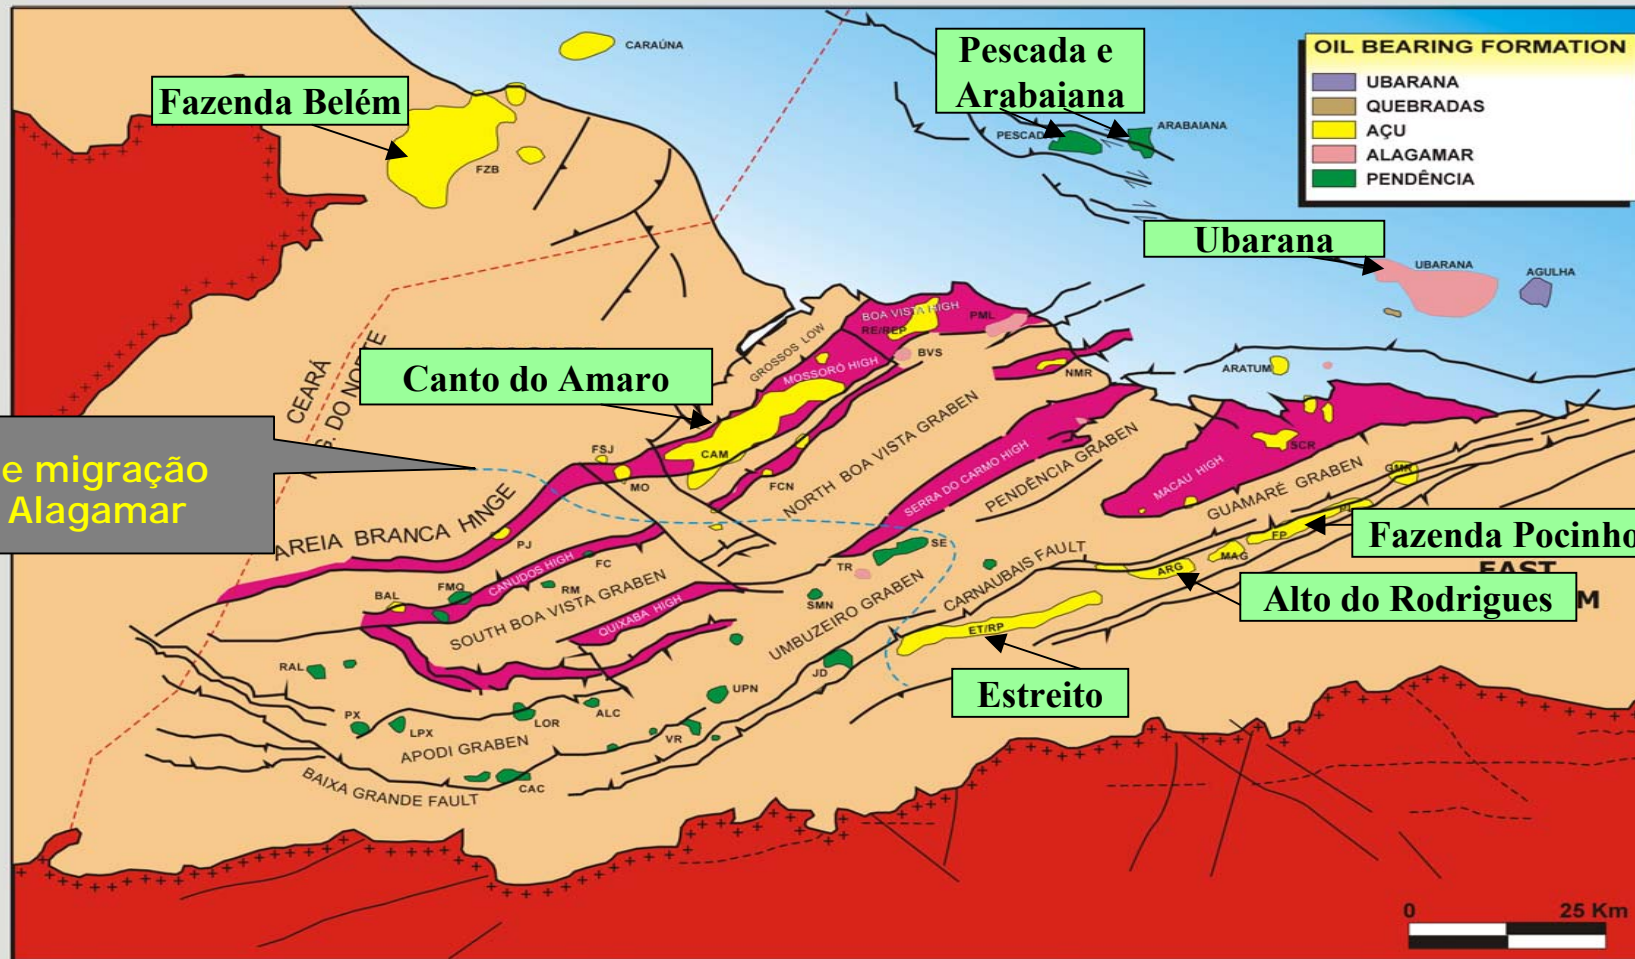 CARAÚNA
Fazenda Belém
FZB
Pescada e
Arabaiana
PESCAD
ARABAIANA
OIL BEARING FORMATION
UBARANA
QUEBRADAS
AÇU
ALAGAMAR
PENDÊNCIA
Ubarana
UBARANA
AGULHA
CEARÁ
DO NORTE
GROSSOS LOW
BOA VISTA HIGH
RE/REP
PML
BVS
MOSSORÓ HIGH
NMR
ARATUM
Canto do Amaro
e migração
Alagamar
FSJ
MO
CAM
FCN
NORTH BOA VISTA GRABEN
SERRA DO CARMO HIGH
PENDÊNCIA GRABEN
MACAU HIGH
SCR
GUAMARÉ GRABEN
GMR
AREIA BRANCA HINGE
PJ
FP
Fazenda Pocinho
EAST
MAG
ARG
Alto do Rodrigues
M
BAL
FMQ
CANUDOS HIGH
FC
RM
SOUTH BOA VISTA GRABEN
QUIXABA HIGH
TR
SE
SMN
UMBUZEIRO GRABEN
CARNAUBAIS FAULT
ET/RP
Estreito
JD
RAL
PX
LPX
LOR
ALC
UPN
VR
APODI GRABEN
CAC
BAIXA GRANDE FAULT
0
25 Km